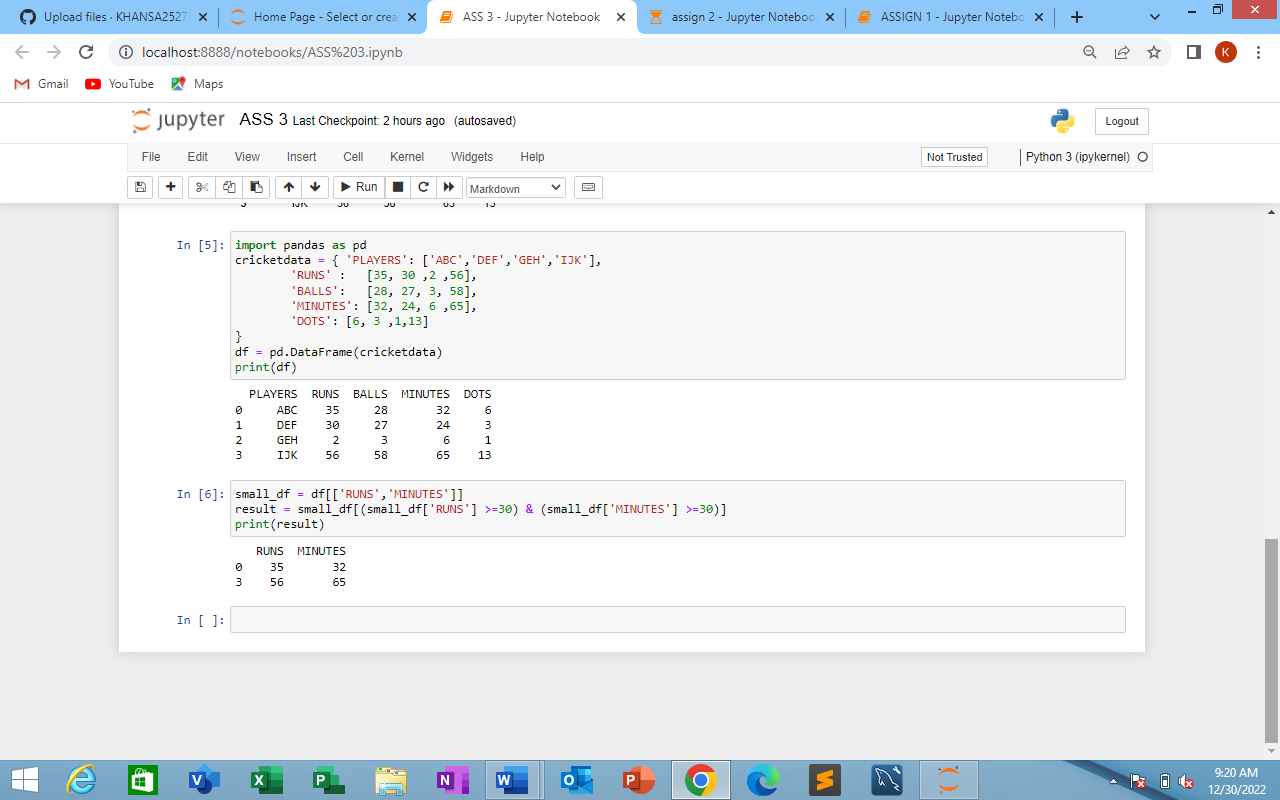 Upload files · KHANSA2527
Home Page - Select or crea
ASS 3 - Jupyter Notebook
assign 2 - Jupyter Noteboo
ASSIGN 1 - Jupyter Notebo
localhost:8888/notebooks/ASS%203.ipynb
K
Gmail YouTube Maps
jupyter ASS 3 Last Checkpoint: 2 hours ago (autosaved)
Logout
File Edit View Insert Cell Kernel Widgets Help
Not Trusted
Python 3 (ipykernel)
Run
Markdown
3 IJK 56 58 65 13
In [5]:
import pandas as pd
cricketdata = { 'PLAYERS': ['ABC','DEF','GEH','IJK'],
'RUNS' : [35, 30 ,2 ,56],
'BALLS': [28, 27, 3, 58],
'MINUTES': [32, 24, 6 ,65],
'DOTS': [6, 3 ,1,13]
}
df = pd.DataFrame(cricketdata)
print(df)
PLAYERS RUNS BALLS MINUTES DOTS
0 ABC 35 28 32 6
1 DEF 30 27 24 3
2 GEH 2 3 6 1
3 IJK 56 58 65 13
In [6]:
small_df = df[['RUNS','MINUTES']]
result = small_df[(small_df['RUNS'] >=30) & (small_df['MINUTES'] >=30)]
print(result)
RUNS MINUTES
0 35 32
3 56 65
In [ ]:
9:20 AM
12/30/2022